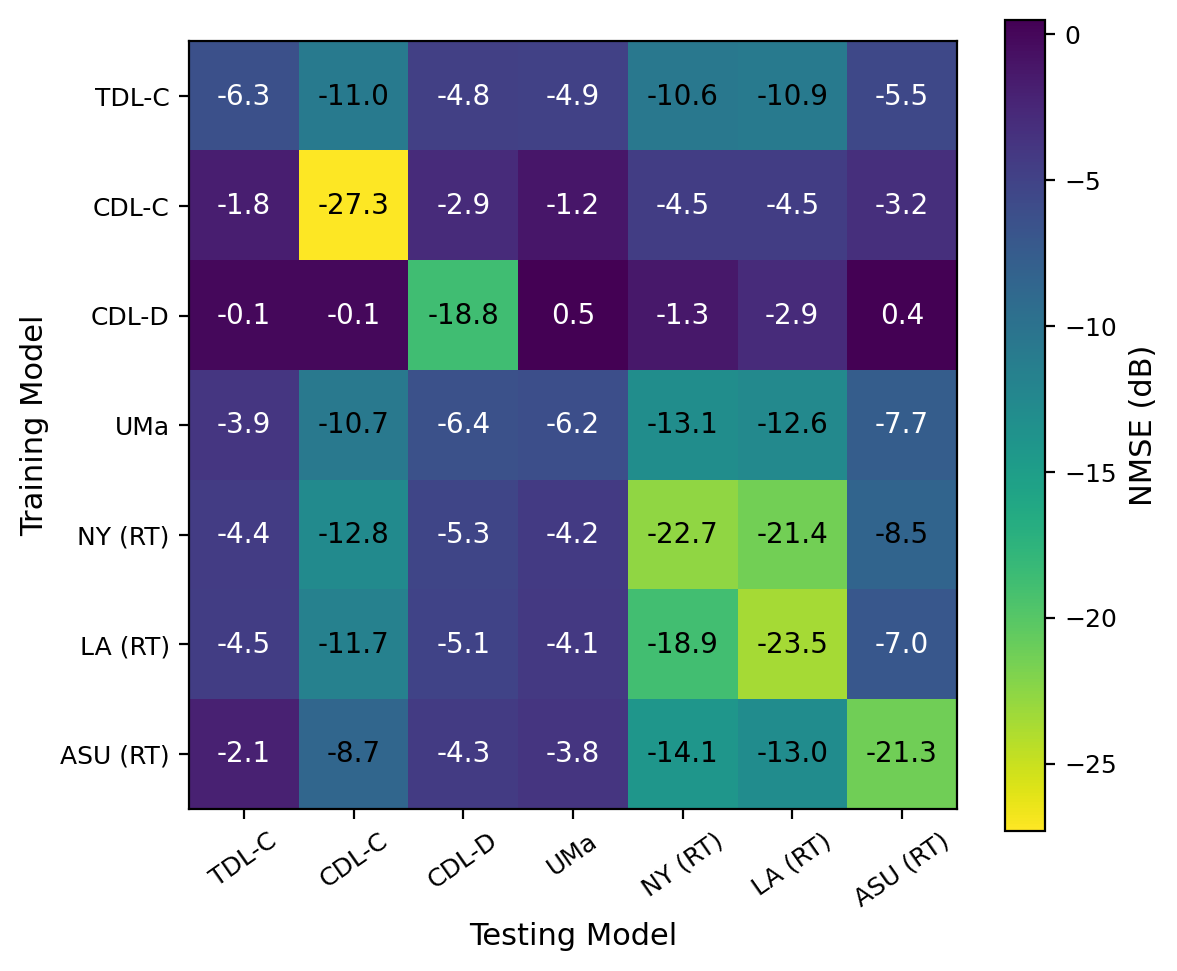 TDL-C -6.3 -11.0 -4.8 -4.9 -10.6 -10.9 -5.5
CDL-C -1.8 -27.3 -2.9 -1.2 -4.5 -4.5 -3.2
CDL-D -0.1 -0.1 -18.8 0.5 -1.3 -2.9 0.4
UMa -3.9 -10.7 -6.4 -6.2 -13.1 -12.6 -7.7
NY (RT) -4.4 -12.8 -5.3 -4.2 -22.7 -21.4 -8.5
LA (RT) -4.5 -11.7 -5.1 -4.1 -18.9 -23.5 -7.0
ASU (RT) -2.1 -8.7 -4.3 -3.8 -14.1 -13.0 -21.3
TDL-C CDL-C CDL-D UMa NY (RT) LA (RT) ASU (RT)
Testing Model
Training Model
0
−5
−10
−15
−20
−25
NMSE (dB)